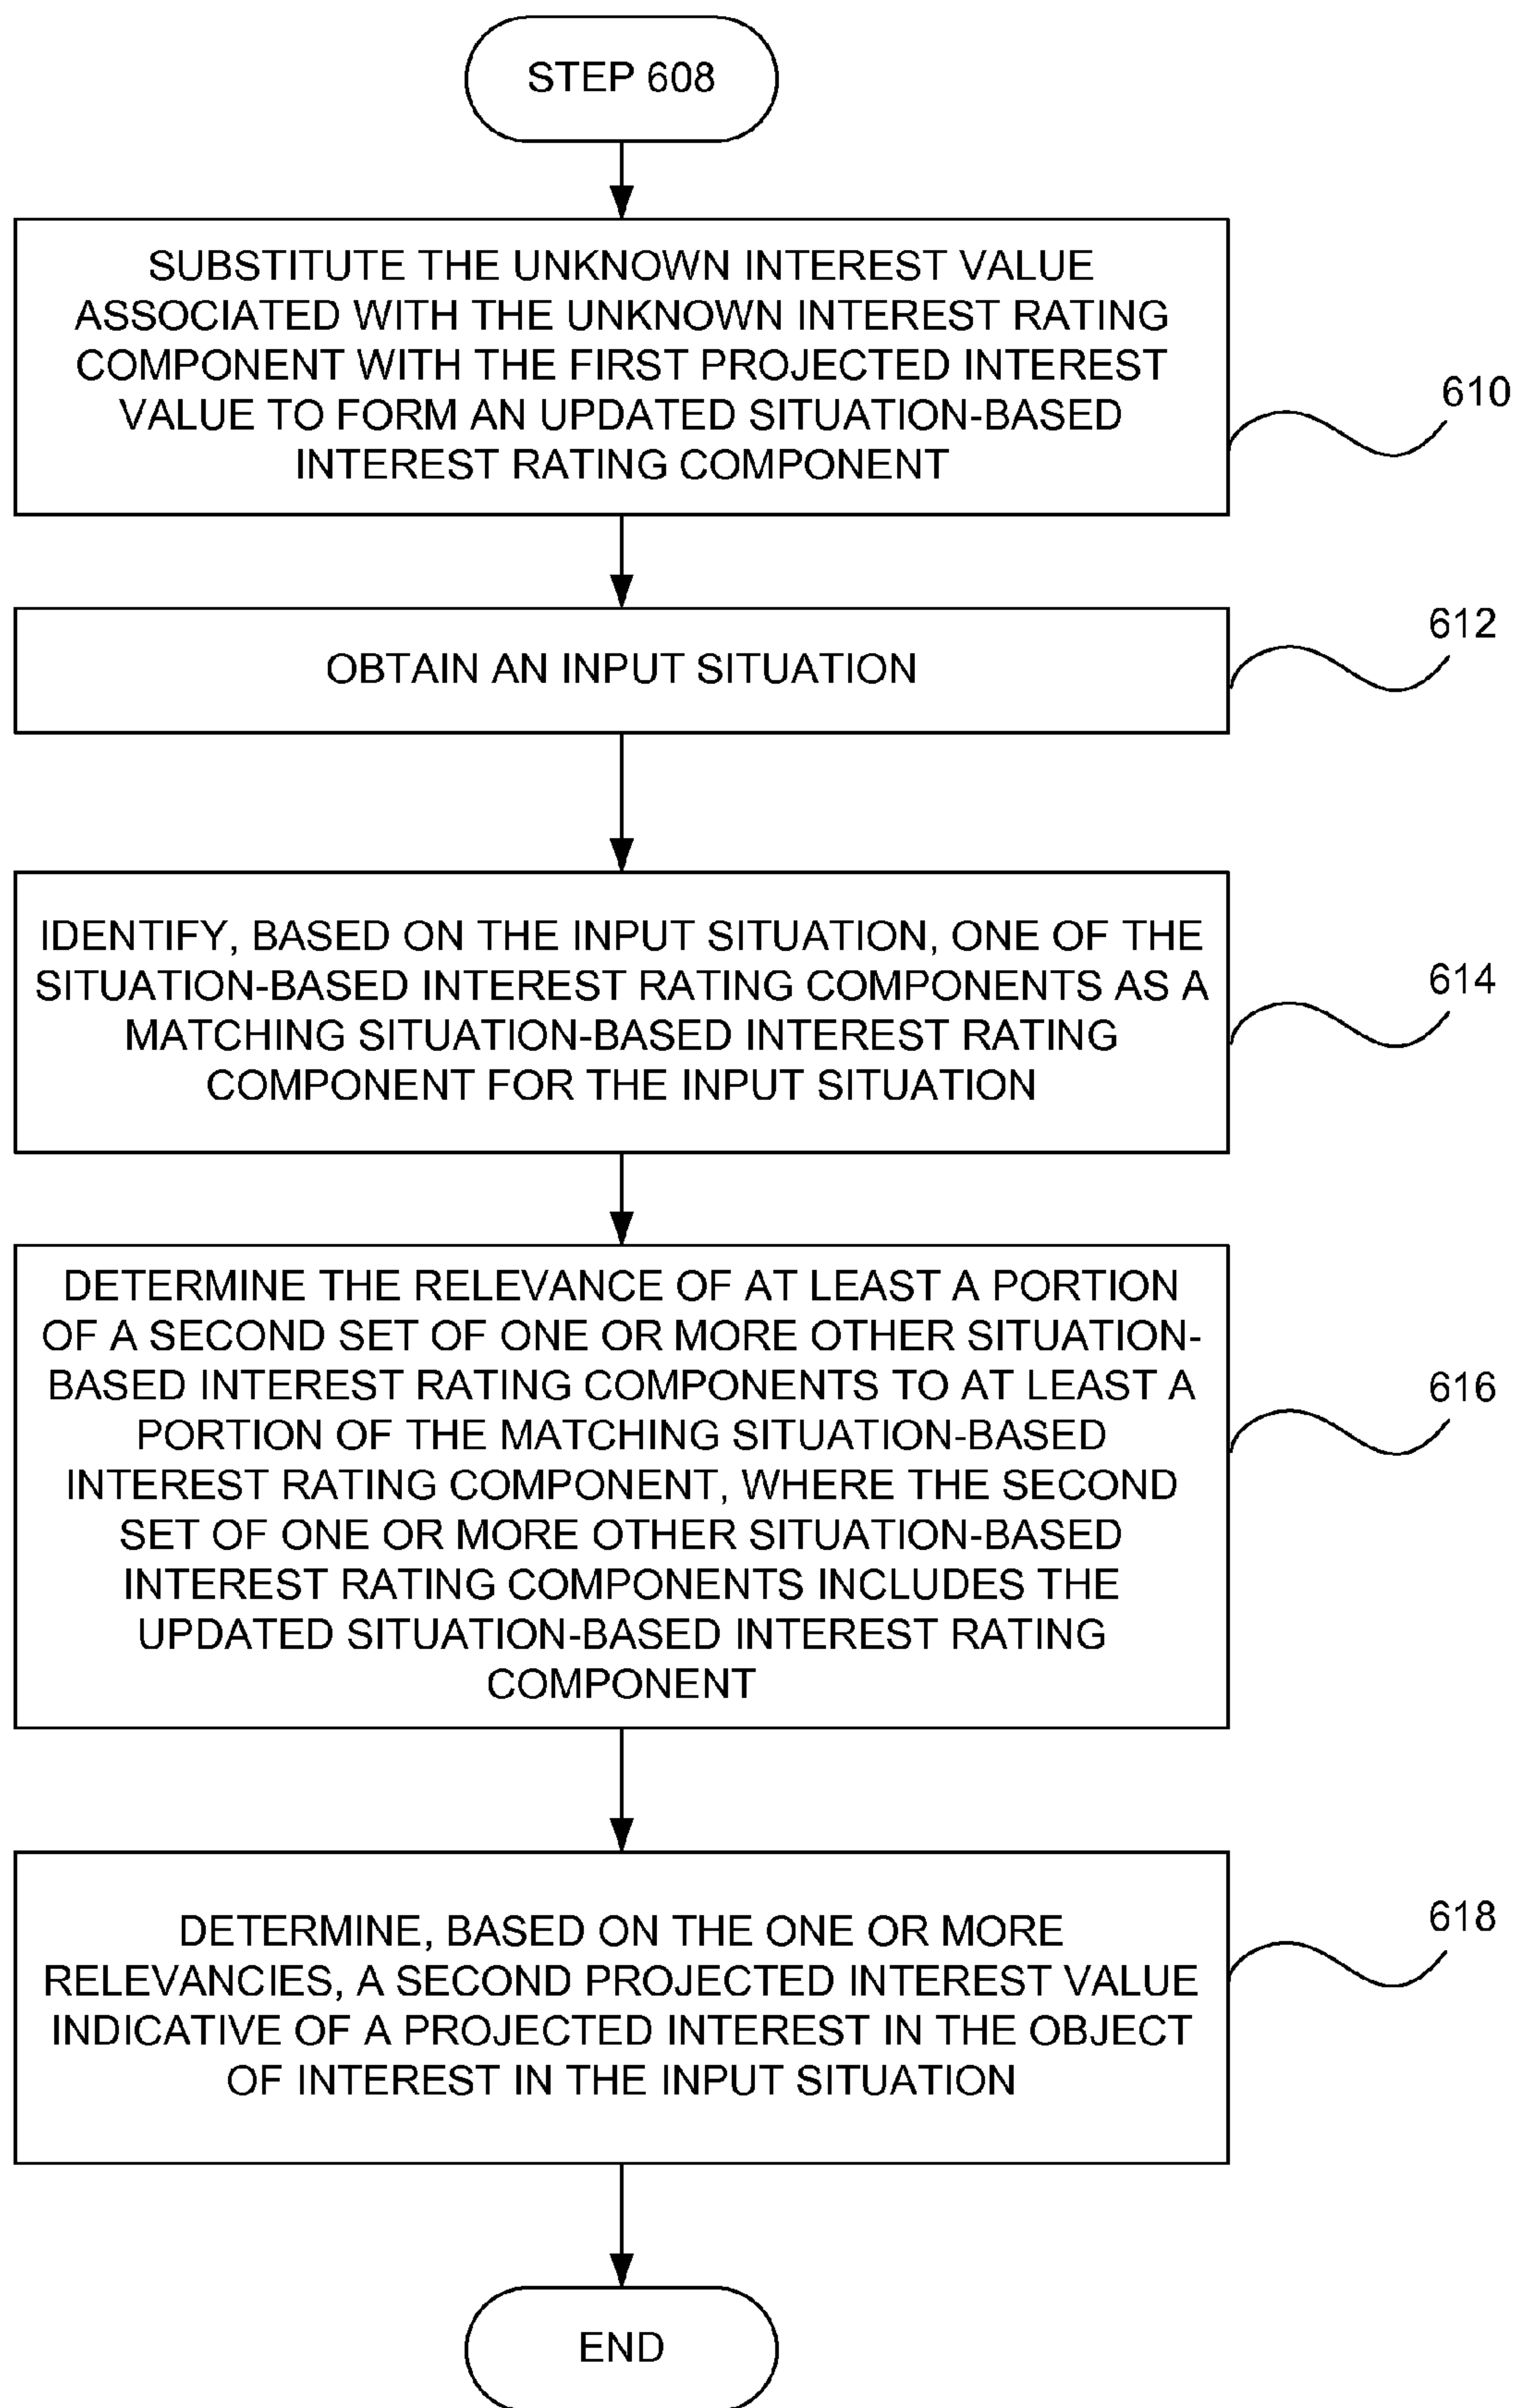 STEP 608
SUBSTITUTE THE UNKNOWN INTEREST VALUE
ASSOCIATED WITH THE UNKNOWN INTEREST RATING
COMPONENT WITH THE FIRST PROJECTED INTEREST
VALUE TO FORM AN UPDATED SITUATION-BASED
INTEREST RATING COMPONENT
610
OBTAIN AN INPUT SITUATION
612
IDENTIFY, BASED ON THE INPUT SITUATION, ONE OF THE
SITUATION-BASED INTEREST RATING COMPONENTS AS A
MATCHING SITUATION-BASED INTEREST RATING
COMPONENT FOR THE INPUT SITUATION
614
DETERMINE THE RELEVANCE OF AT LEAST A PORTION
OF A SECOND SET OF ONE OR MORE OTHER SITUATION-
BASED INTEREST RATING COMPONENTS TO AT LEAST A
PORTION OF THE MATCHING SITUATION-BASED
INTEREST RATING COMPONENT, WHERE THE SECOND
SET OF ONE OR MORE OTHER SITUATION-BASED
INTEREST RATING COMPONENTS INCLUDES THE
UPDATED SITUATION-BASED INTEREST RATING
COMPONENT
616
DETERMINE, BASED ON THE ONE OR MORE
RELEVANCIES, A SECOND PROJECTED INTEREST VALUE
INDICATIVE OF A PROJECTED INTEREST IN THE OBJECT
OF INTEREST IN THE INPUT SITUATION
618
END